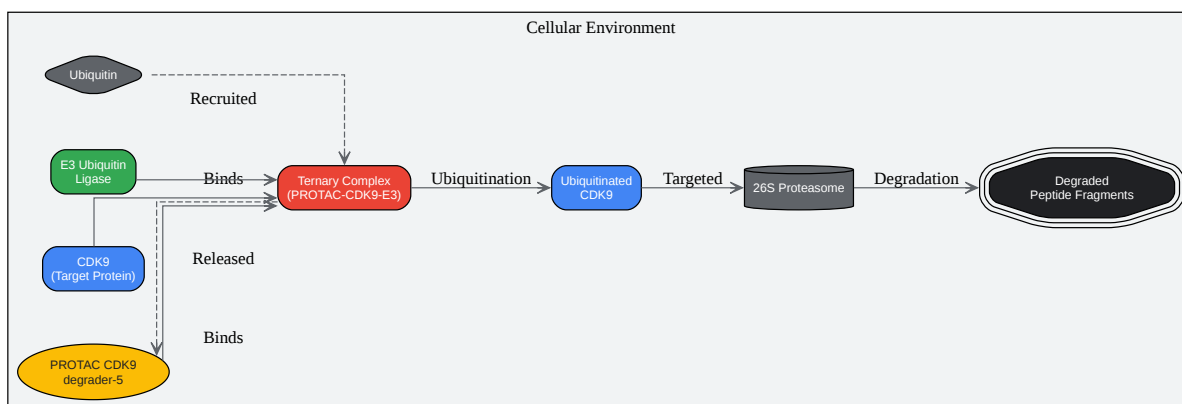 Cellular Environment
Ubiquitin
Recruited
E3 Ubiquitin
Ligase
Binds
Ternary Complex
(PROTAC-CDK9-E3)
Ubiquitination
Ubiquitinated
CDK9
Targeted
26S Proteasome
Degradation
Degraded
Peptide Fragments
CDK9
(Target Protein)
Released
Binds
PROTAC CDK9
degrader-5